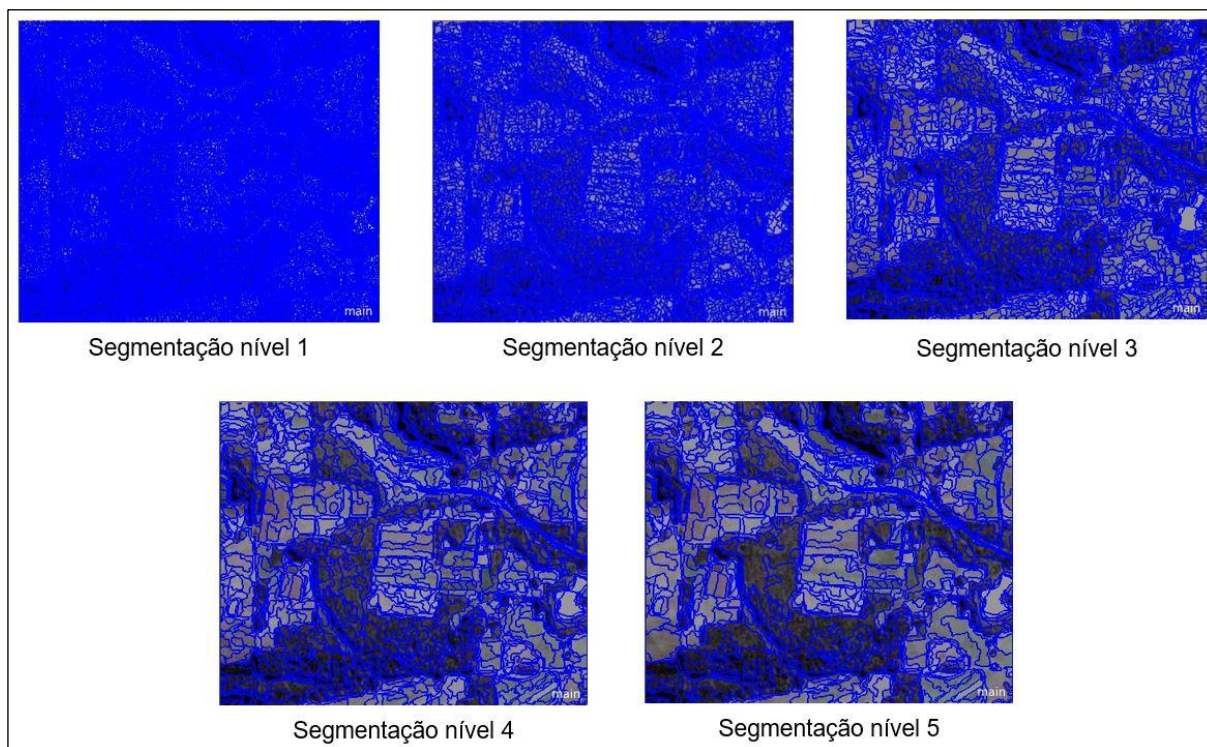 main
main
main
Segmentação nível 1
Segmentação nível 2
Segmentação nível 3
main
main
Segmentação nível 4
Segmentação nível 5